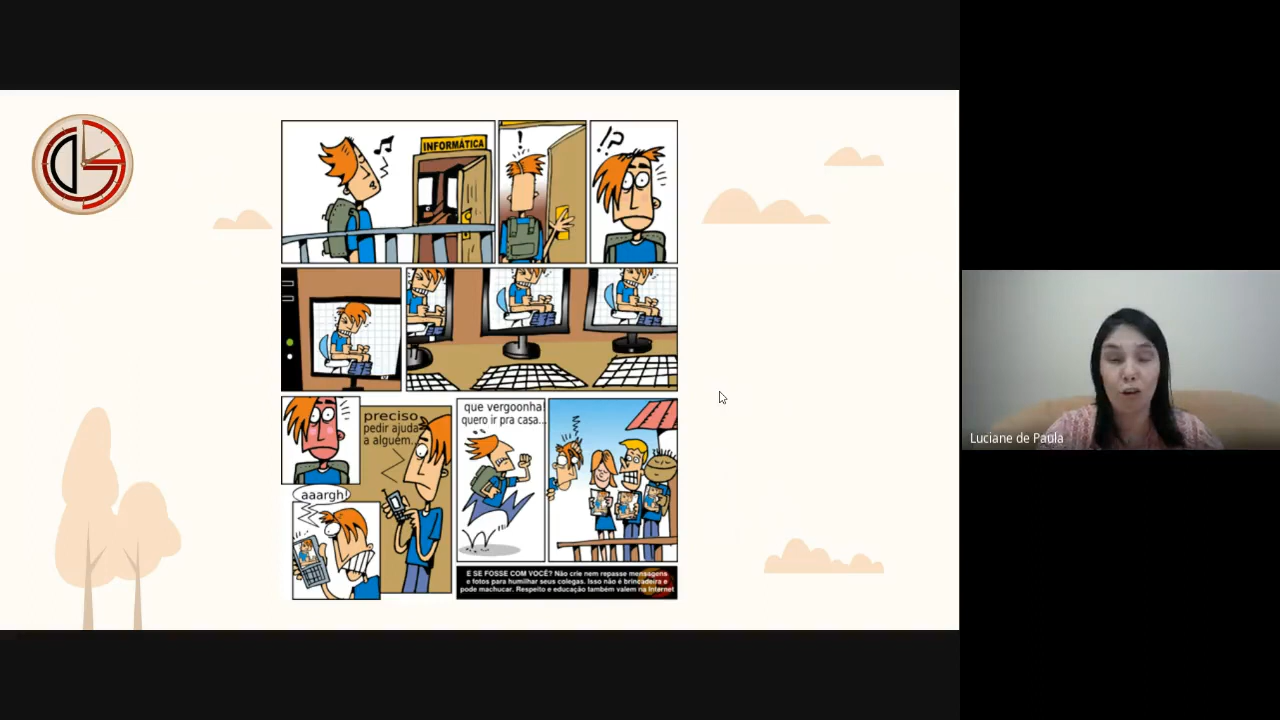 INFORMÁTICA
!
!?
preciso
pedir ajuda
a alguém...
aaargh!
que vergoonha!
quero ir pra casa...
E SE FOSSE COM VOCÊ? Não crie nem repasse mensagens
e fotos para humilhar seus colegas. Isso não é brincadeira e
pode machucar. Respeito e educação também valem na Internet
Luciane de Paula